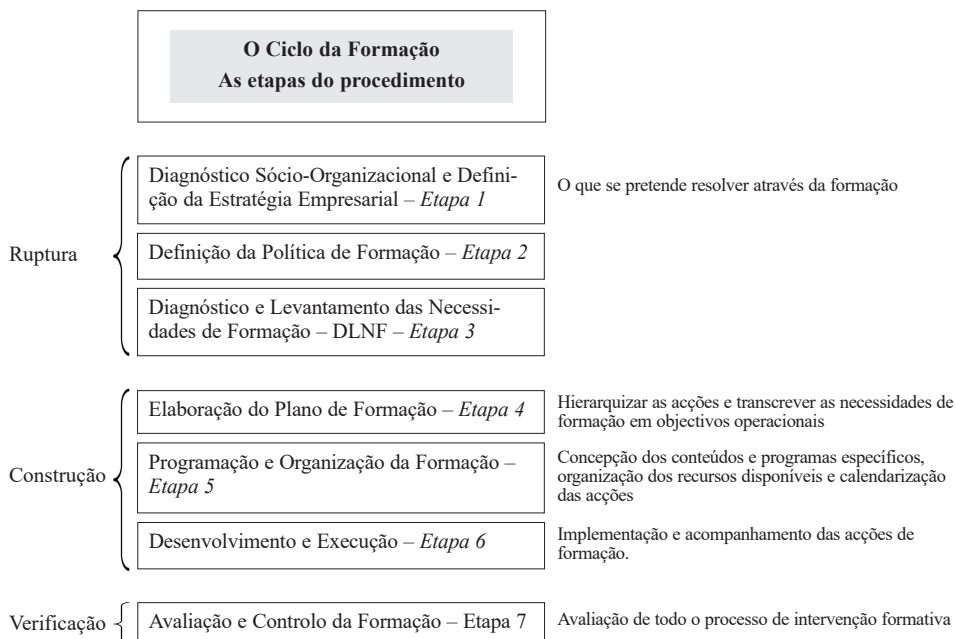 O Ciclo da Formação
As etapas do procedimento
Ruptura
Diagnóstico Sócio-Organizacional e Defini-
ção da Estratégia Empresarial – Etapa 1
O que se pretende resolver através da formação
Definição da Política de Formação – Etapa 2
Diagnóstico e Levantamento das Necessi-
dades de Formação – DLNF – Etapa 3
Construção
Elaboração do Plano de Formação – Etapa 4
Hierarquizar as acções e transcrever as necessidades de
formação em objectivos operacionais
Programação e Organização da Formação –
Etapa 5
Concepção dos conteúdos e programas específicos,
organização dos recursos disponíveis e calendarização
das acções
Desenvolvimento e Execução – Etapa 6
Implementação e acompanhamento das acções de
formação.
Verificação
Avaliação e Controlo da Formação – Etapa 7
Avaliação de todo o processo de intervenção formativa